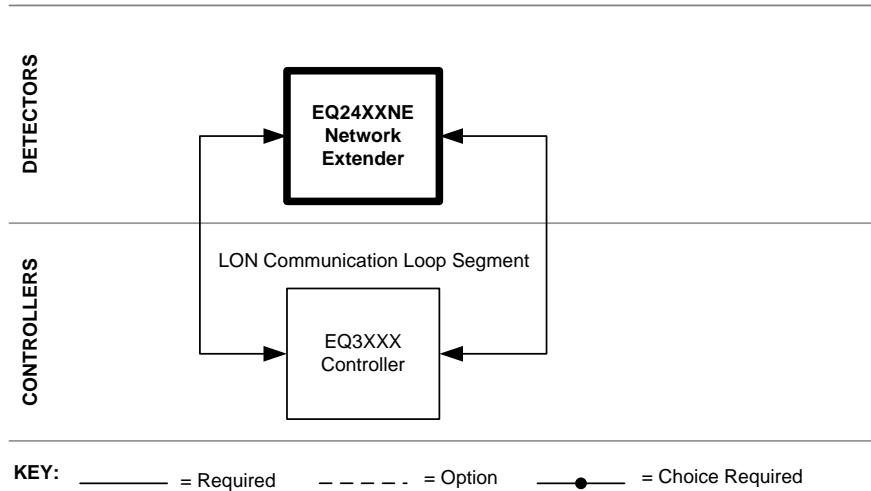 DETECTORS
EQ24XXNE
Network
Extender
LON Communication Loop Segment
CONTROLLERS
EQ3XXX
Controller
KEY: = Required = Option = Choice Required